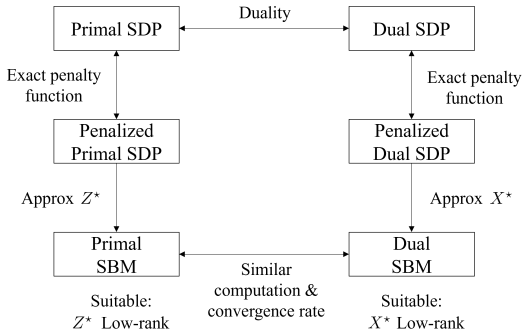 Primal SDP
Duality
Dual SDP
Exact penalty
function
Exact penalty
function
Penalized
Primal SDP
Penalized
Dual SDP
Approx Z⋆
Approx X⋆
Primal
SBM
Dual
SBM
Similar
computation &
convergence rate
Suitable:
Z⋆ Low-rank
Suitable:
X⋆ Low-rank